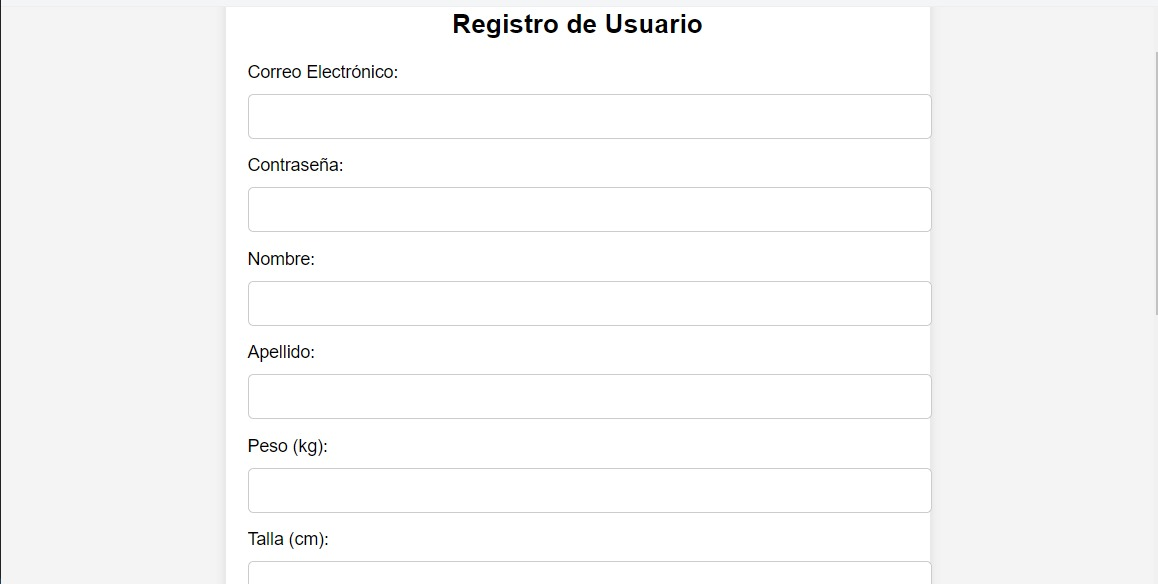 Registro de Usuario
Correo Electrónico:
Contraseña:
Nombre:
Apellido:
Peso (kg):
Talla (cm):